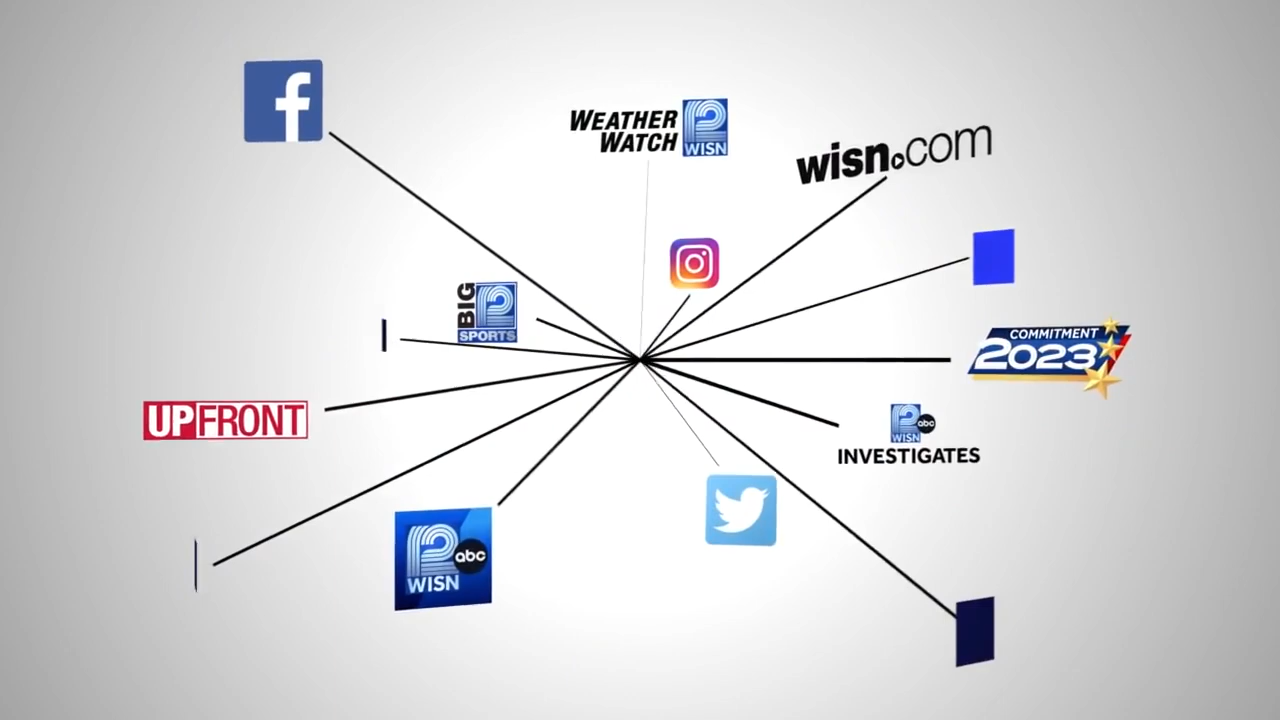 f
WEATHER
WATCH
12
WISN
wisn.com
BIG
12
SPORTS
COMMITMENT
2023
UPFRONT
12
abc
WISN
INVESTIGATES
12
abc
WISN